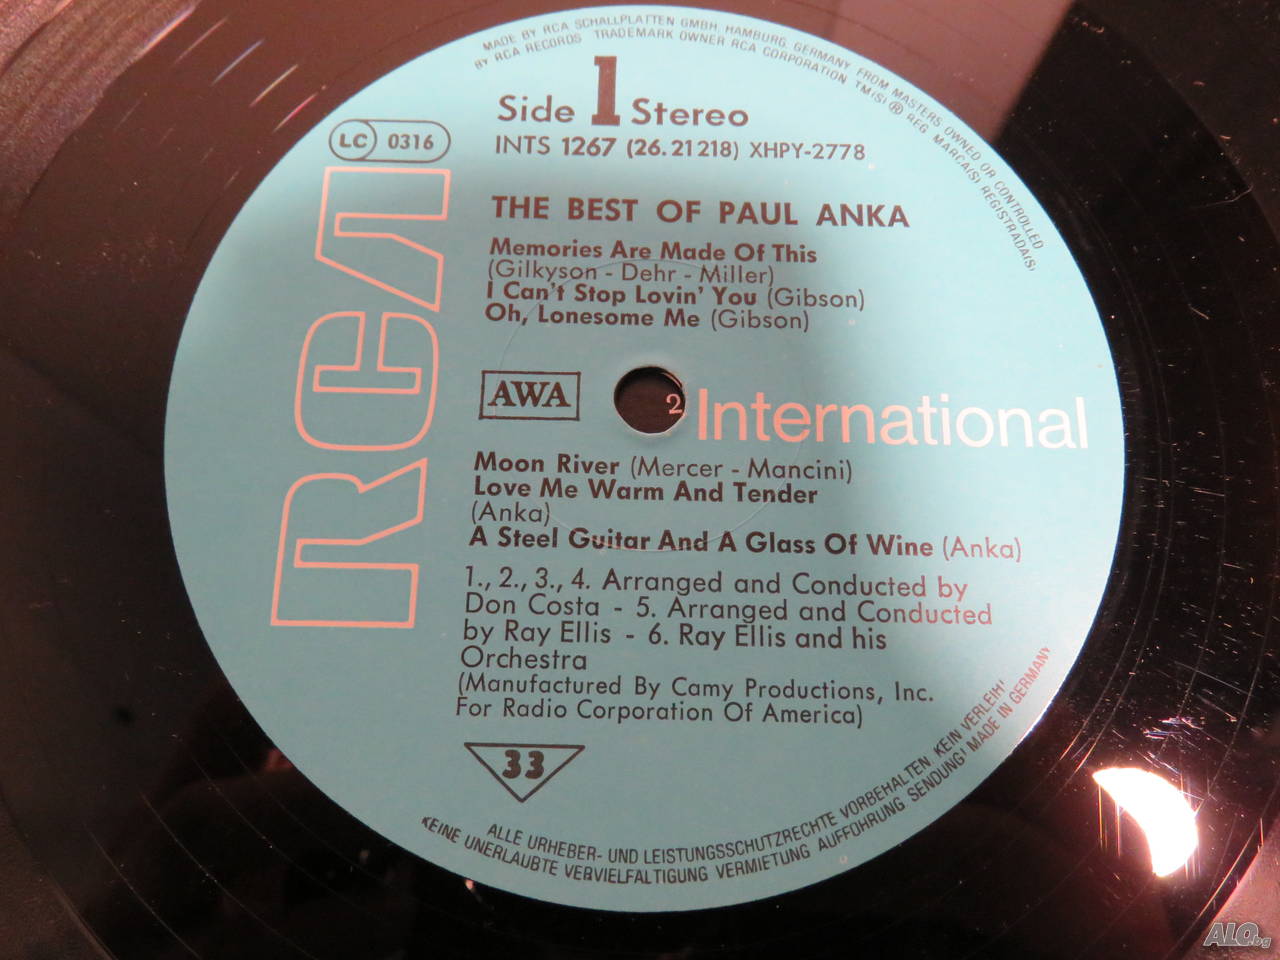 MADE BY RCA SCHALLPLATTEN GMBH, HAMBURG, GERMANY FROM MASTERS OWNED OR CONTROLLED
BY RCA RECORDS TRADEMARK OWNER RCA CORPORATION TM(S) ® REG MARCA(S) REGISTRADA(S)
Side 1 Stereo
INTS 1267 (26.21218) XHPY-2778
LC 0316
RCA
THE BEST OF PAUL ANKA
Memories Are Made Of This
(Gilkyson - Dehr - Miller)
I Can't Stop Lovin' You (Gibson)
Oh, Lonesome Me (Gibson)
AWA
2
International
Moon River (Mercer - Mancini)
Love Me Warm And Tender
(Anka)
A Steel Guitar And A Glass Of Wine (Anka)
1., 2., 3., 4. Arranged and Conducted by
Don Costa - 5. Arranged and Conducted
by Ray Ellis - 6. Ray Ellis and his
Orchestra
(Manufactured By Camy Productions, Inc.
For Radio Corporation Of America)
33
ALLE URHEBER- UND LEISTUNGSSCHUTZRECHTE VORBEHALTEN. KEIN VERLEIH!
KEINE UNERLAUBTE VERVIELFÄLTIGUNG VERMIETUNG AUFFÜHRUNG SENDUNG! MADE IN GERMANY
ALO.bg